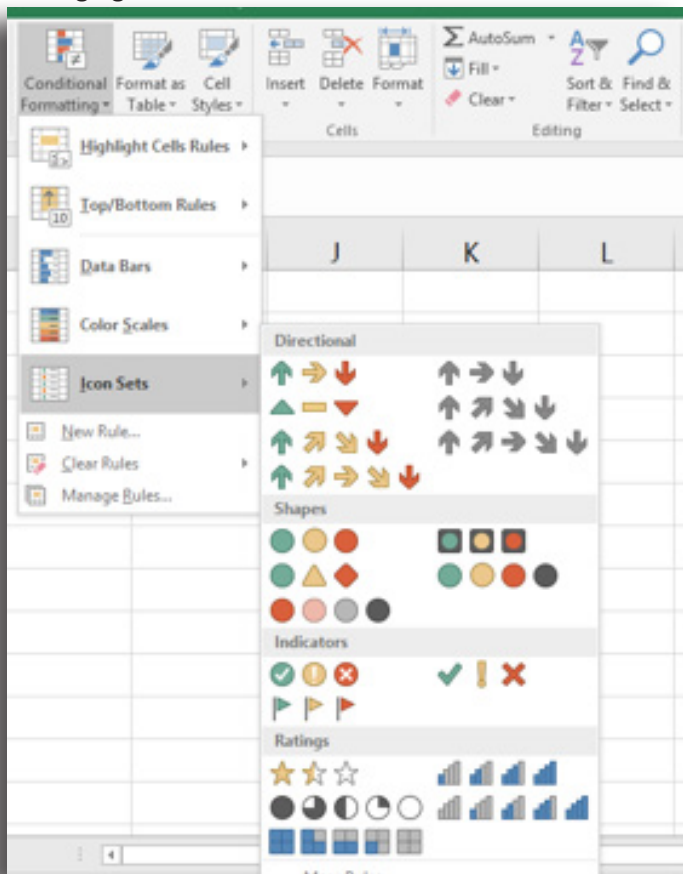 Σ AutoSum
Conditional Formatting
Format as Table
Cell Styles
Insert
Delete
Format
Fill
Clear
Sort & Filter
Find & Select
Cells
Editing
Highlight Cells Rules
Top/Bottom Rules
Data Bars
Color Scales
Icon Sets
New Rule...
Clear Rules
Manage Rules...
J K L
Directional
Shapes
Indicators
Ratings